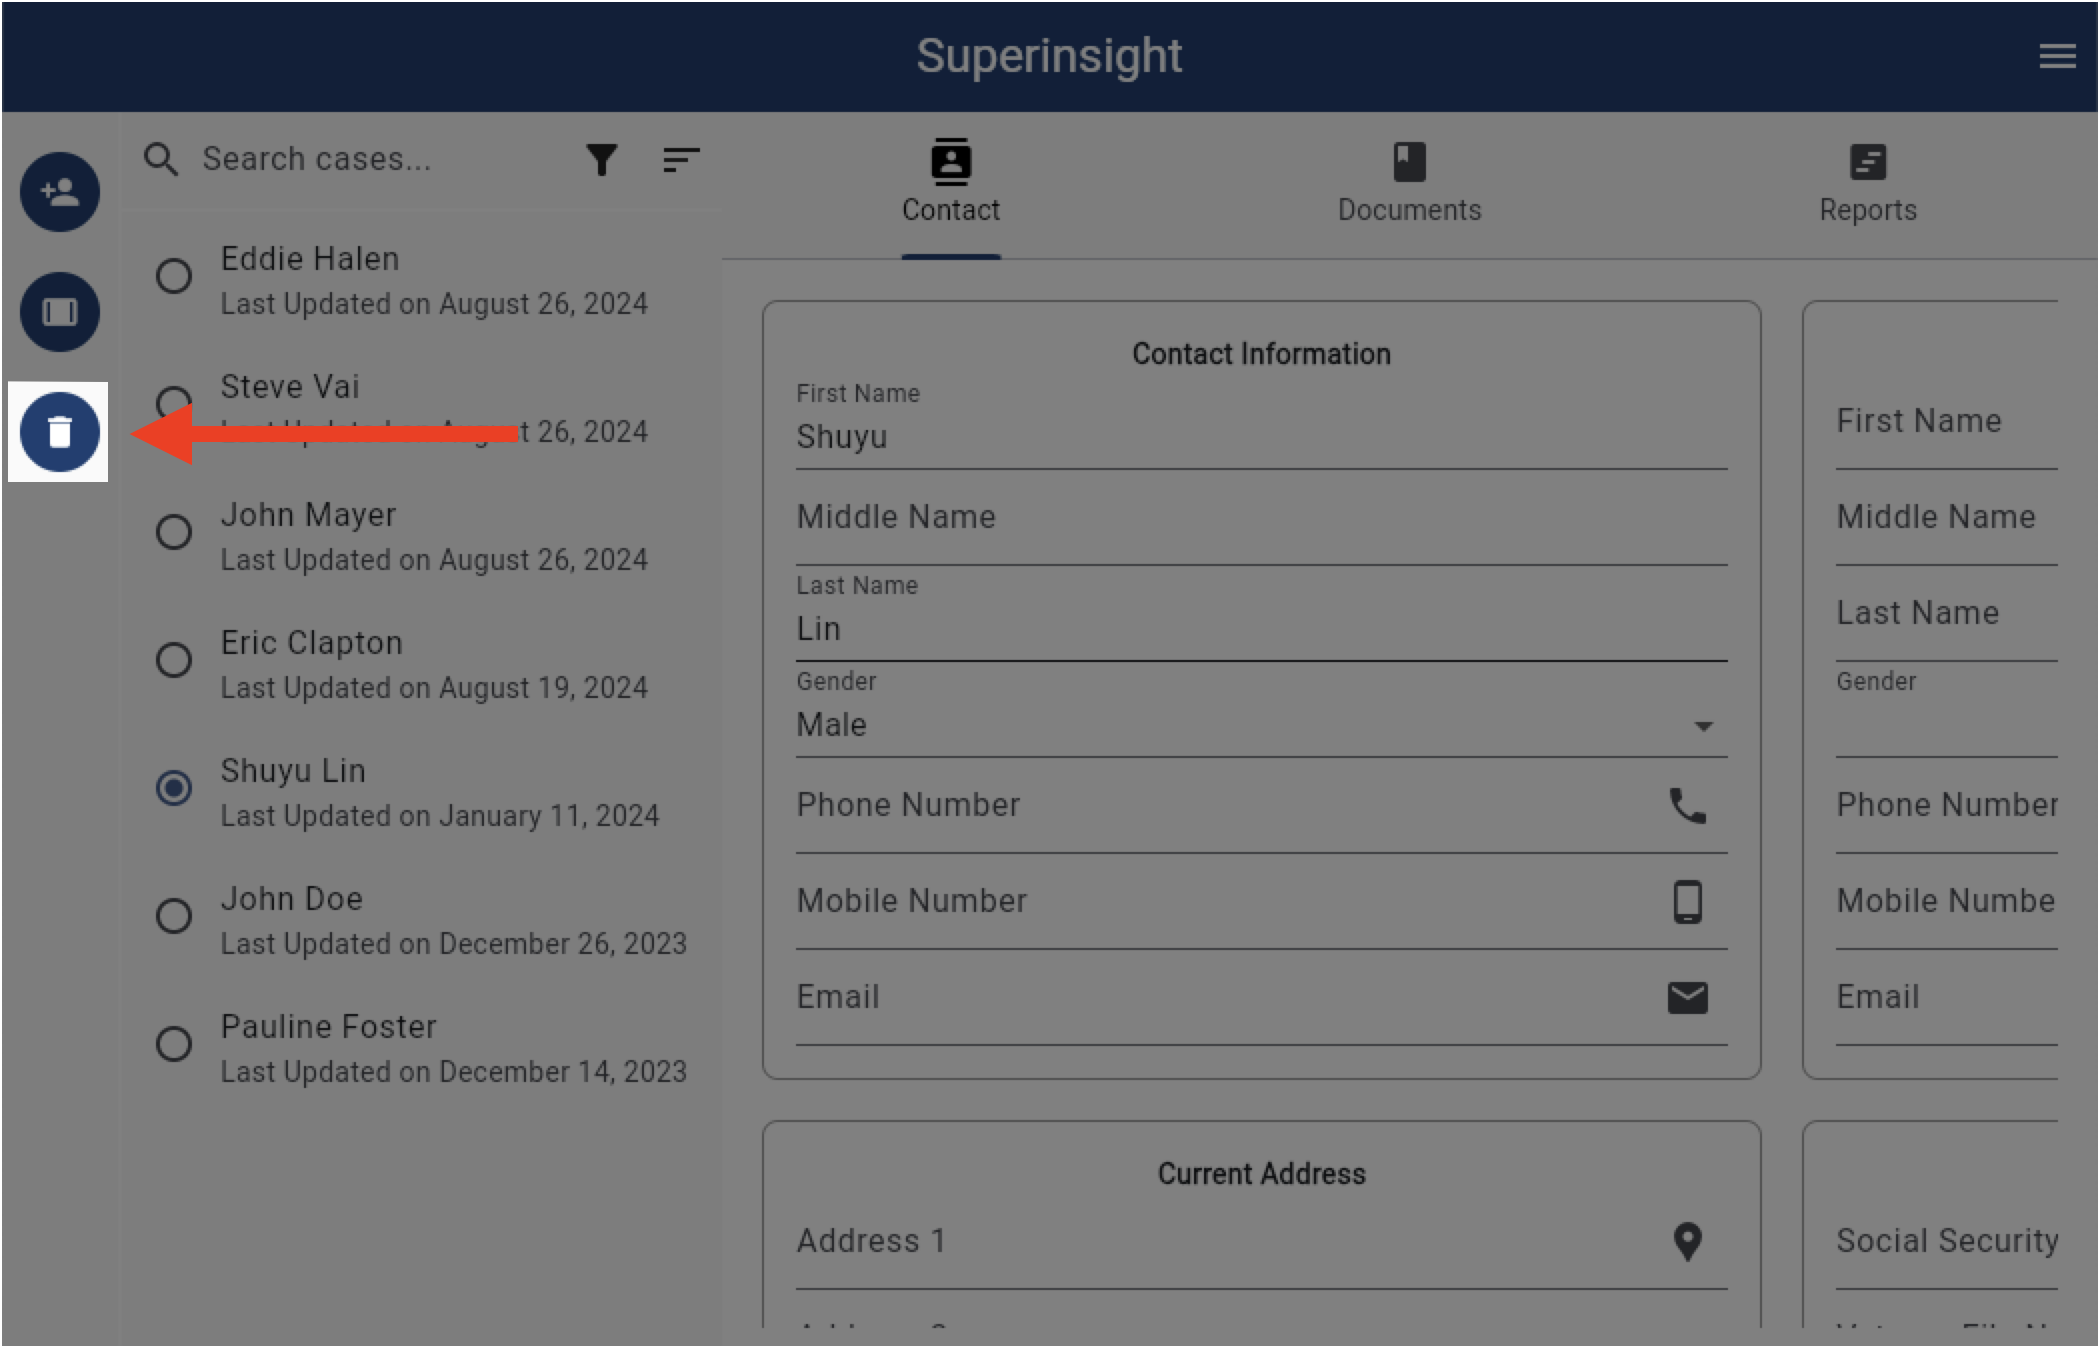 Superinsight
Search cases...
Eddie Halen
Last Updated on August 26, 2024
Steve Vai
26, 2024
John Mayer
Last Updated on August 26, 2024
Eric Clapton
Last Updated on August 19, 2024
Shuyu Lin
Last Updated on January 11, 2024
John Doe
Last Updated on December 26, 2023
Pauline Foster
Last Updated on December 14, 2023
Contact
Documents
Reports
Contact Information
First Name
Shuyu
Middle Name
Last Name
Lin
Gender
Male
Phone Number
Mobile Number
Email
First Name
Middle Name
Last Name
Gender
Phone Number
Mobile Numbe
Email
Current Address
Address 1
Social Security